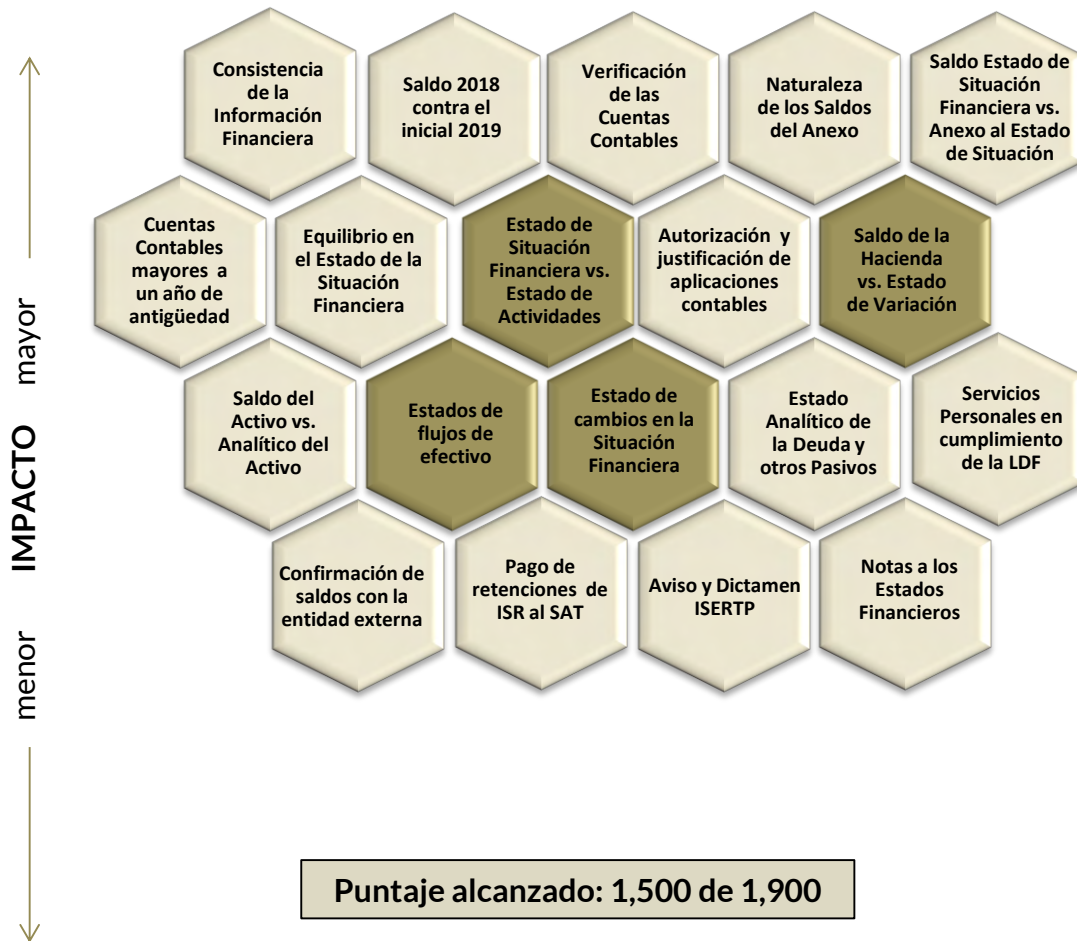 Consistencia
de la
Información
Financiera
Saldo 2018
contra el
inicial 2019
Verificación
de las
Cuentas
Contables
Naturaleza
de los Saldos
del Anexo
Saldo Estado de
Situación
Financiera vs.
Anexo al Estado
de Situación
Cuentas
Contables
mayores a
un año de
antigüedad
Equilibrio en
el Estado de la
Situación
Financiera
Estado de
Situación
Financiera vs.
Estado de
Actividades
Autorización y
justificación de
aplicaciones
contables
Saldo de la
Hacienda
vs. Estado
de Variación
Saldo del
Activo vs.
Analítico del
Activo
Estados de
flujos de
efectivo
Estado de
cambios en la
Situación
Financiera
Estado
Analítico de
la Deuda y
otros Pasivos
Servicios
Personales en
cumplimiento
de la LDF
Confirmación de
saldos con la
entidad externa
Pago de
retenciones de
ISR al SAT
Aviso y Dictamen
ISERTP
Notas a los
Estados
Financieros
menor IMPACTO mayor
Puntaje alcanzado: 1,500 de 1,900